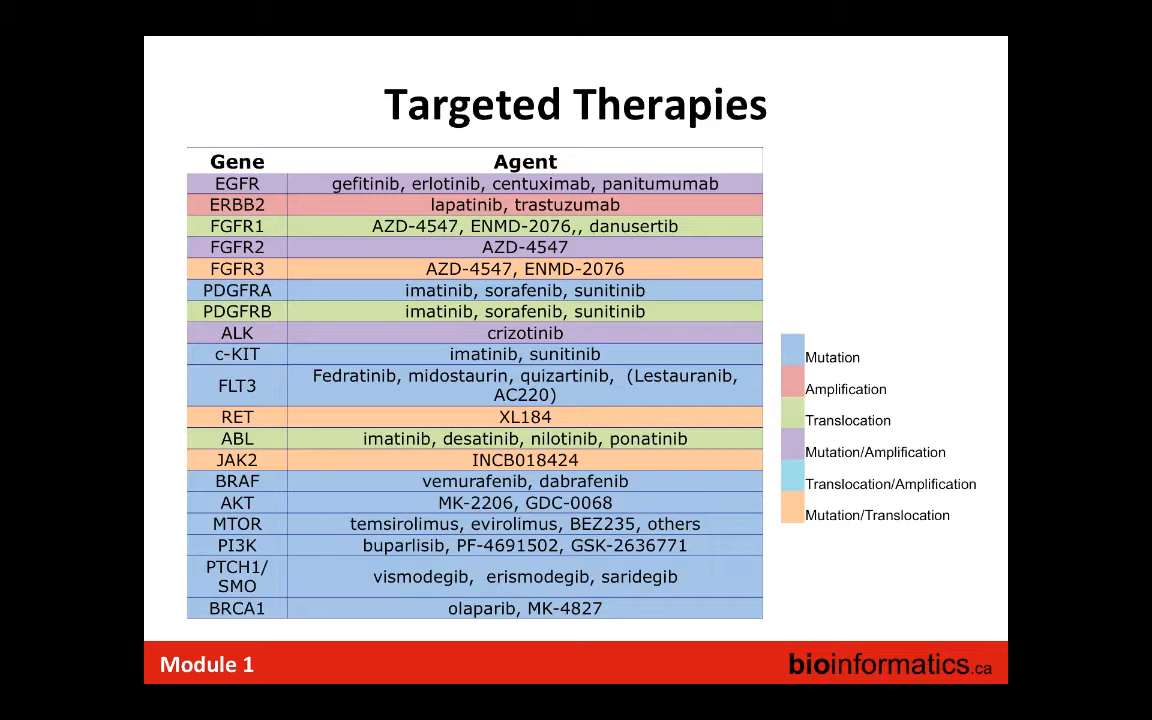 Targeted Therapies
Gene Agent
EGFR gefitinib, erlotinib, centuximab, panitumumab
ERBB2 lapatinib, trastuzumab
FGFR1 AZD-4547, ENMD-2076,, danusertib
FGFR2 AZD-4547
FGFR3 AZD-4547, ENMD-2076
PDGFRA imatinib, sorafenib, sunitinib
PDGFRB imatinib, sorafenib, sunitinib
ALK crizotinib
c-KIT imatinib, sunitinib
FLT3 Fedratinib, midostaurin, quizartinib, (Lestauranib,
AC220)
RET XL184
ABL imatinib, desatinib, nilotinib, ponatinib
JAK2 INCB018424
BRAF vemurafenib, dabrafenib
AKT MK-2206, GDC-0068
MTOR temsirolimus, evirolimus, BEZ235, others
PI3K buparlisib, PF-4691502, GSK-2636771
PTCH1/
SMO vismodegib, erismodegib, saridegib
BRCA1 olaparib, MK-4827
Mutation
Amplification
Translocation
Mutation/Amplification
Translocation/Amplification
Mutation/Translocation
Module 1
bioinformatics.ca